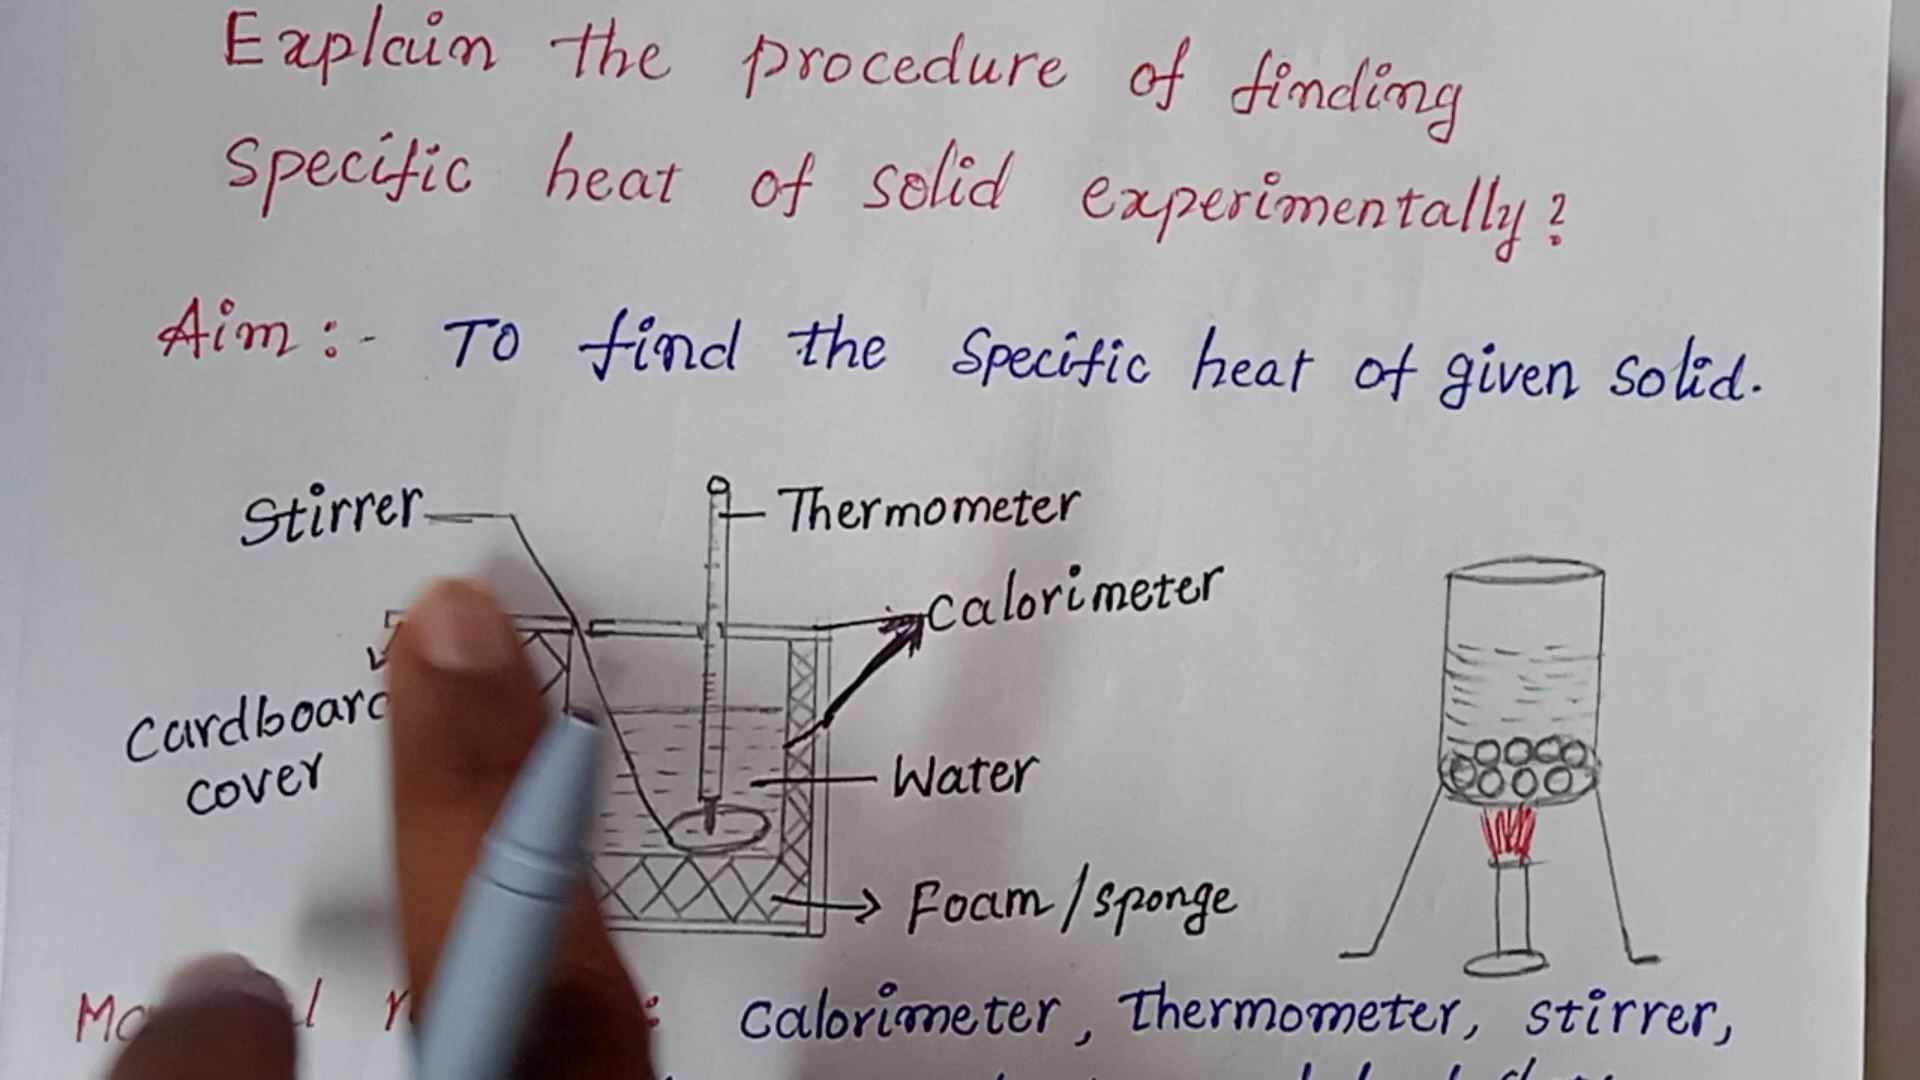 Explain the procedure of finding
Specific heat of solid experimentally?
Aim :- To find the specific heat of given solid.
Stirrer
Thermometer
Calorimeter
Cardboard
cover
Water
Foam/sponge
: Calorimeter, Thermometer, stirrer,